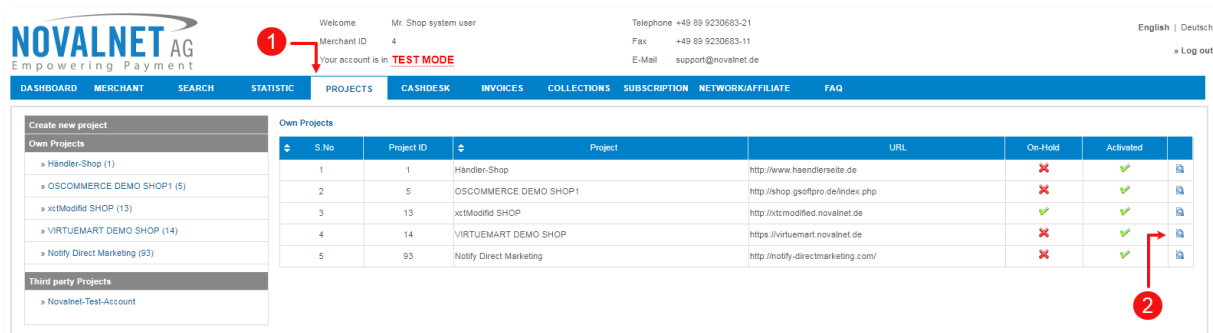 NOVALNET AG
Empowering Payment
Welcome Mr. Shop system user
Merchant ID 4
Your account is in TEST MODE
Telephone +49 89 9230683-21
Fax +49 89 9230683-11
E-Mail support@novalnet.de
English | Deutsch
» Log out
1
DASHBOARD MERCHANT SEARCH STATISTIC PROJECTS CASHDESK INVOICES COLLECTIONS SUBSCRIPTION NETWORK/AFFILIATE FAQ
Create new project
Own Projects
» Händler-Shop (1)
» OSCOMMERCE DEMO SHOP1 (5)
» xctModifid SHOP (13)
» VIRTUEMART DEMO SHOP (14)
» Notify Direct Marketing (93)
Third party Projects
» Novalnet-Test-Account
Own Projects
S.No Project ID Project URL On-Hold Activated
1 1 Händler-Shop http://www.haendlerseite.de
2 5 OSCOMMERCE DEMO SHOP1 http://shop.gsoftpro.de/index.php
3 13 xctModifid SHOP http://xtcmodified.novalnet.de
4 14 VIRTUEMART DEMO SHOP https://virtuemart.novalnet.de
5 93 Notify Direct Marketing http://notify-directmarketing.com/
2